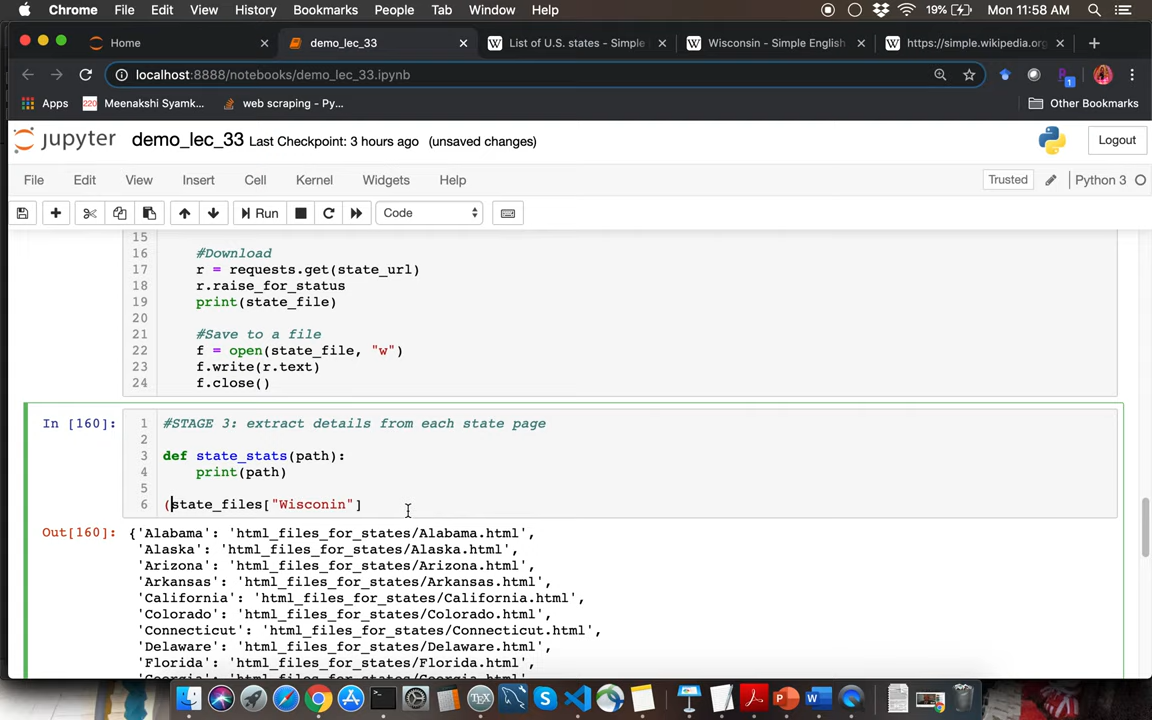 Chrome File Edit View History Bookmarks People Tab Window Help 19% Mon 11:58 AM
Home demo_lec_33 List of U.S. states - Simple Wisconsin - Simple English https://simple.wikipedia.org
localhost:8888/notebooks/demo_lec_33.ipynb 1
Apps 220 Meenakshi Syamk... web scraping - Py... Other Bookmarks
jupyter demo_lec_33 Last Checkpoint: 3 hours ago (unsaved changes) Logout
File Edit View Insert Cell Kernel Widgets Help Trusted Python 3
Run Code
15
16 #Download
17 r = requests.get(state_url)
18 r.raise_for_status
19 print(state_file)
20
21 #Save to a file
22 f = open(state_file, "w")
23 f.write(r.text)
24 f.close()
In [160]: 1 #STAGE 3: extract details from each state page
2
3 def state_stats(path):
4 print(path)
5
6 (state_files["Wisconin"]
Out[160]: {'Alabama': 'html_files_for_states/Alabama.html',
'Alaska': 'html_files_for_states/Alaska.html',
'Arizona': 'html_files_for_states/Arizona.html',
'Arkansas': 'html_files_for_states/Arkansas.html',
'California': 'html_files_for_states/California.html',
'Colorado': 'html_files_for_states/Colorado.html',
'Connecticut': 'html_files_for_states/Connecticut.html',
'Delaware': 'html_files_for_states/Delaware.html',
'Florida': 'html_files_for_states/Florida.html',